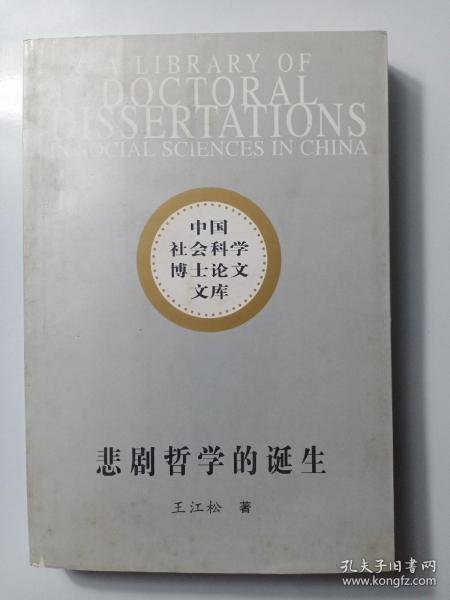 A LIBRARY OF
DOCTORAL
DISSERTATIONS
IN SOCIAL SCIENCES IN CHINA
中国
社会科学
博士论文
文库
悲剧哲学的诞生
王江松 著
孔夫子旧书网
www.kongfz.com